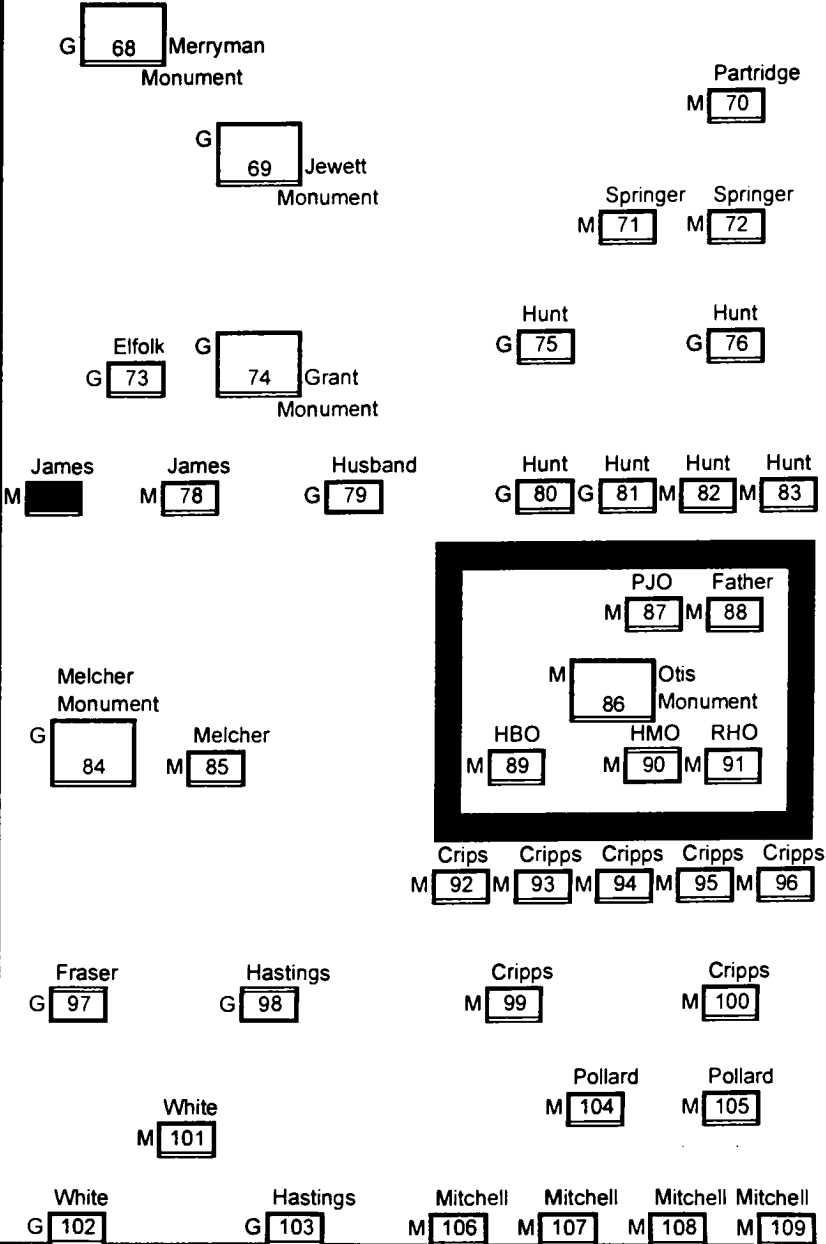 G 68 Merryman
Monument
Partridge
M 70
G
69 Jewett
Monument
Springer Springer
M 71 M 72
Hunt Hunt
G 75 G 76
Elfolk
G 73
G
74 Grant
Monument
James James Husband Hunt Hunt Hunt Hunt
M M 78 G 79 G 80 G 81 M 82 M 83
PJO Father
M 87 M 88
M Otis
86 Monument
Melcher
Monument
G
84
Melcher
M 85
HBO HMO RHO
M 89 M 90 M 91
Crips Cripps Cripps Cripps Cripps
M 92 M 93 M 94 M 95 M 96
Fraser Hastings Cripps Cripps
G 97 G 98 M 99 M 100
Pollard Pollard
M 104 M 105
White
M 101
White Hastings Mitchell Mitchell Mitchell Mitchell
G 102 G 103 M 106 M 107 M 108 M 109